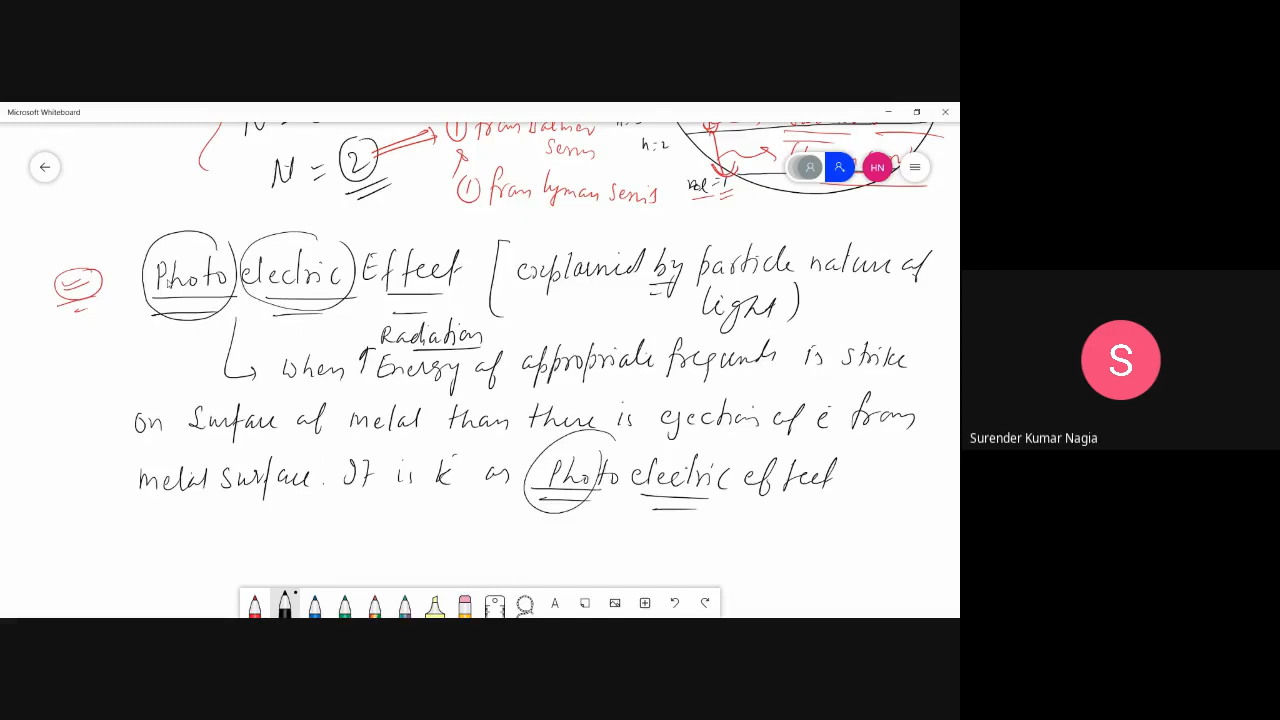 Microsoft Whiteboard
① from Balmer
Series
h=2
N = ②
① from lyman series
HN
Photo electric Effect [explained by particle nature of
light)
Radiation
When Energy of appropriate frequency is strike
on Surface of metal than there is ejection of e⁻ from
metal surface. It is k as Photo electric effect
S
Surender Kumar Nagia
A